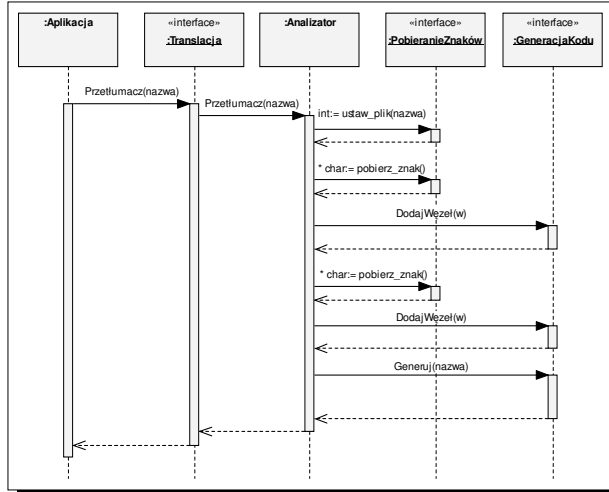 :Aplikacja
«interface»
:Translacja
:Analizator
«interface»
:PobieranieZnaków
«interface»
:GeneracjaKodu
Przetłumacz(nazwa)
Przetłumacz(nazwa)
int:= ustaw_plik(nazwa)
* char:= pobierz_znak()
DodajWęzeł(w)
* char:= pobierz_znak()
DodajWęzeł(w)
Generuj(nazwa)